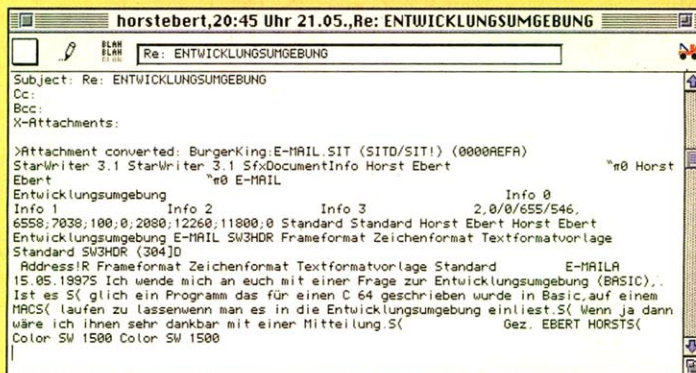 horstebert,20:45 Uhr 21.05.,Re: ENTWICKLUNGSUMGEBUNG
BLAH
BLAH
BLAH
Re: ENTWICKLUNGSUMGEBUNG
Subject: Re: ENTWICKLUNGSUMGEBUNG
Cc:
Bcc:
X-Attachments:
>Attachment converted: BurgerKing:E-MAIL.SIT (SITD/SIT!) (0000AEFA)
StarWriter 3.1 StarWriter 3.1 SfxDocumentInfo Horst Ebert "π0 Horst
Ebert "π0 E-MAIL
Entwicklungsumgebung Info 0
Info 1 Info 2 Info 3 2,0/0/655/546,
6558;7038;100;0;2080;12260;11800;0 Standard Standard Horst Ebert Horst Ebert
Entwicklungsumgebung E-MAIL SW3HDR Frameformat Zeichenformat Textformatvorlage
Standard SW3HDR (304]D
Address!R Frameformat Zeichenformat Textformatvorlage Standard E-MAILA
15.05.19975 Ich wende mich an euch mit einer Frage zur Entwicklungsumgebung (BASIC),.
Ist es S( glich ein Programm das für einen C 64 geschrieben wurde in Basic,auf einem
MACS( laufen zu lassenwenn man es in die Entwicklungsumgebung einliest.S( Wenn ja dann
wäre ich ihnen sehr dankbar mit einer Mitteilung.S( Gez. EBERT HORSTS(
Color SW 1500 Color SW 1500